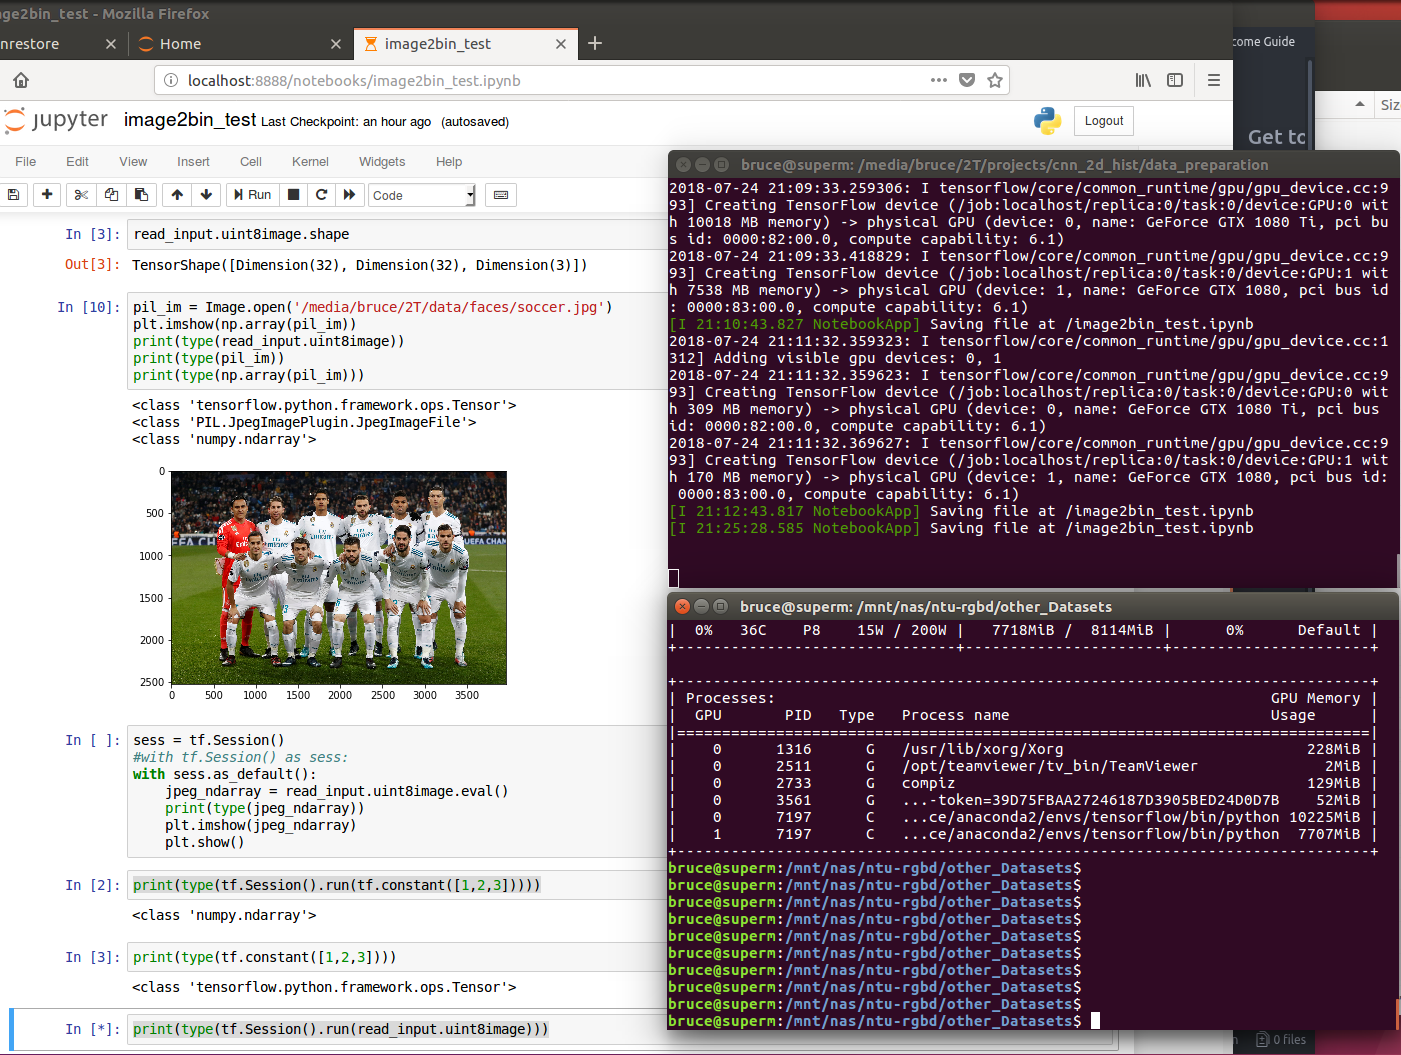 age2bin_test - Mozilla Firefox
nrestore
Home
image2bin_test
come Guide
localhost:8888/notebooks/image2bin_test.ipynb
Size
Get to
jupyter image2bin_test Last Checkpoint: an hour ago (autosaved)
Logout
File Edit View Insert Cell Kernel Widgets Help
Run
Code
In [3]: read_input.uint8image.shape
Out[3]: TensorShape([Dimension(32), Dimension(32), Dimension(3)])
In [10]: pil_im = Image.open('/media/bruce/2T/data/faces/soccer.jpg')
plt.imshow(np.array(pil_im))
print(type(read_input.uint8image))
print(type(pil_im))
print(type(np.array(pil_im)))
<class 'tensorflow.python.framework.ops.Tensor'>
<class 'PIL.JpegImagePlugin.JpegImageFile'>
<class 'numpy.ndarray'>
0
500
1000
1500
2000
2500
EFA CH
EFA CHAM
0 500 1000 1500 2000 2500 3000 3500
In [ ]: sess = tf.Session()
#with tf.Session() as sess:
with sess.as_default():
jpeg_ndarray = read_input.uint8image.eval()
print(type(jpeg_ndarray))
plt.imshow(jpeg_ndarray)
plt.show()
In [2]: print(type(tf.Session().run(tf.constant([1,2,3]))))
<class 'numpy.ndarray'>
In [3]: print(type(tf.constant([1,2,3])))
<class 'tensorflow.python.framework.ops.Tensor'>
In [*]: print(type(tf.Session().run(read_input.uint8image)))
bruce@superm: /media/bruce/2T/projects/cnn_2d_hist/data_preparation
2018-07-24 21:09:33.259306: I tensorflow/core/common_runtime/gpu/gpu_device.cc:9
93] Creating TensorFlow device (/job:localhost/replica:0/task:0/device:GPU:0 wit
h 10018 MB memory) -> physical GPU (device: 0, name: GeForce GTX 1080 Ti, pci bu
s id: 0000:82:00.0, compute capability: 6.1)
2018-07-24 21:09:33.418829: I tensorflow/core/common_runtime/gpu/gpu_device.cc:9
93] Creating TensorFlow device (/job:localhost/replica:0/task:0/device:GPU:1 wit
h 7538 MB memory) -> physical GPU (device: 1, name: GeForce GTX 1080, pci bus id
: 0000:83:00.0, compute capability: 6.1)
[I 21:10:43.827 NotebookApp] Saving file at /image2bin_test.ipynb
2018-07-24 21:11:32.359323: I tensorflow/core/common_runtime/gpu/gpu_device.cc:1
312] Adding visible gpu devices: 0, 1
2018-07-24 21:11:32.359623: I tensorflow/core/common_runtime/gpu/gpu_device.cc:9
93] Creating TensorFlow device (/job:localhost/replica:0/task:0/device:GPU:0 wit
h 309 MB memory) -> physical GPU (device: 0, name: GeForce GTX 1080 Ti, pci bus
id: 0000:82:00.0, compute capability: 6.1)
2018-07-24 21:11:32.369627: I tensorflow/core/common_runtime/gpu/gpu_device.cc:9
93] Creating TensorFlow device (/job:localhost/replica:0/task:0/device:GPU:1 wit
h 170 MB memory) -> physical GPU (device: 1, name: GeForce GTX 1080, pci bus id:
0000:83:00.0, compute capability: 6.1)
[I 21:12:43.817 NotebookApp] Saving file at /image2bin_test.ipynb
[I 21:25:28.585 NotebookApp] Saving file at /image2bin_test.ipynb
bruce@superm: /mnt/nas/ntu-rgbd/other_Datasets
| 0% 36C P8 15W / 200W | 7718MiB / 8114MiB | 0% Default |
+-------------------------------+----------------------+----------------------+
+-----------------------------------------------------------------------------+
| Processes: GPU Memory |
| GPU PID Type Process name Usage |
|=============================================================================|
| 0 1316 G /usr/lib/xorg/Xorg 228MiB |
| 0 2511 G /opt/teamviewer/tv_bin/TeamViewer 2MiB |
| 0 2733 G compiz 129MiB |
| 0 3561 G ...-token=39D75FBAA27246187D3905BED24D0D7B 52MiB |
| 0 7197 C ...ce/anaconda2/envs/tensorflow/bin/python 10225MiB |
| 1 7197 C ...ce/anaconda2/envs/tensorflow/bin/python 7707MiB |
+-----------------------------------------------------------------------------+
bruce@superm:/mnt/nas/ntu-rgbd/other_Datasets$
bruce@superm:/mnt/nas/ntu-rgbd/other_Datasets$
bruce@superm:/mnt/nas/ntu-rgbd/other_Datasets$
bruce@superm:/mnt/nas/ntu-rgbd/other_Datasets$
bruce@superm:/mnt/nas/ntu-rgbd/other_Datasets$
bruce@superm:/mnt/nas/ntu-rgbd/other_Datasets$
bruce@superm:/mnt/nas/ntu-rgbd/other_Datasets$
bruce@superm:/mnt/nas/ntu-rgbd/other_Datasets$
bruce@superm:/mnt/nas/ntu-rgbd/other_Datasets$
bruce@superm:/mnt/nas/ntu-rgbd/other_Datasets$
0 files